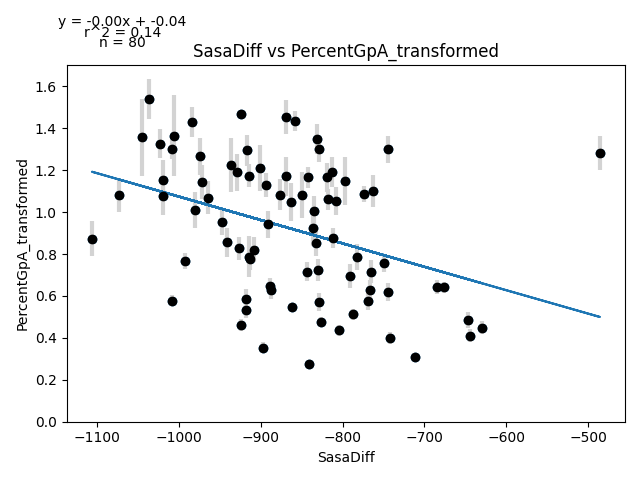 y = -0.00x + -0.04
r^2 = 0.14
n = 80
SasaDiff vs PercentGpA_transformed
PercentGpA_transformed
1.6
1.4
1.2
1.0
0.8
0.6
0.4
0.2
0.0
−1100 −1000 −900 −800 −700 −600 −500
SasaDiff